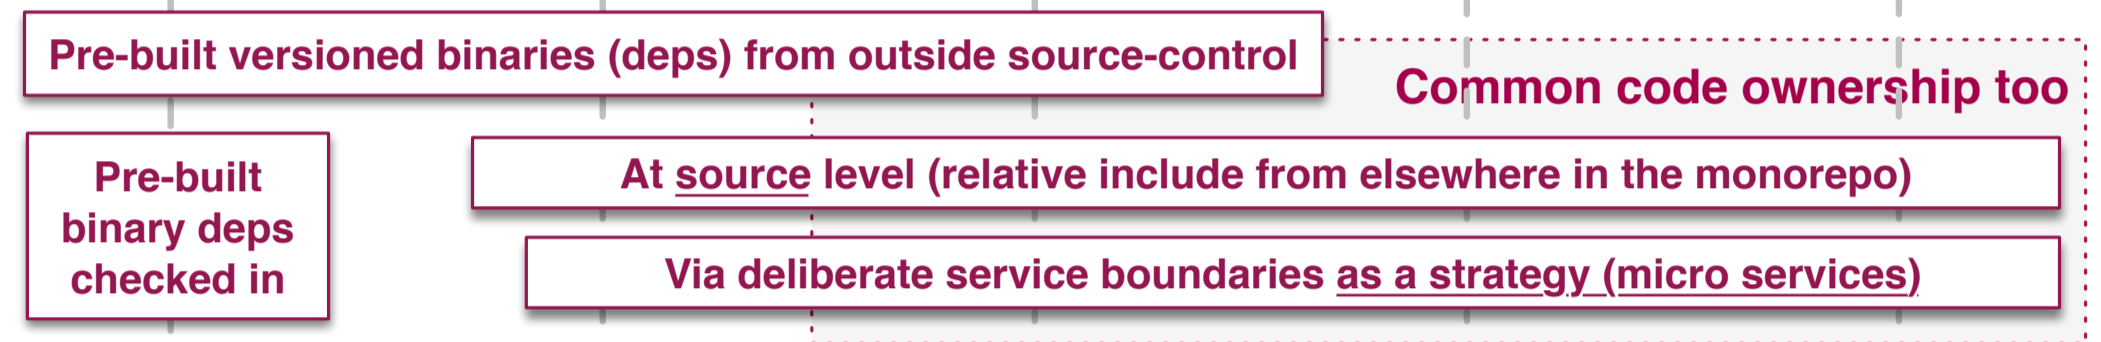 Pre-built versioned binaries (deps) from outside source-control
Common code ownership too
Pre-built
binary deps
checked in
At source level (relative include from elsewhere in the monorepo)
Via deliberate service boundaries as a strategy (micro services)